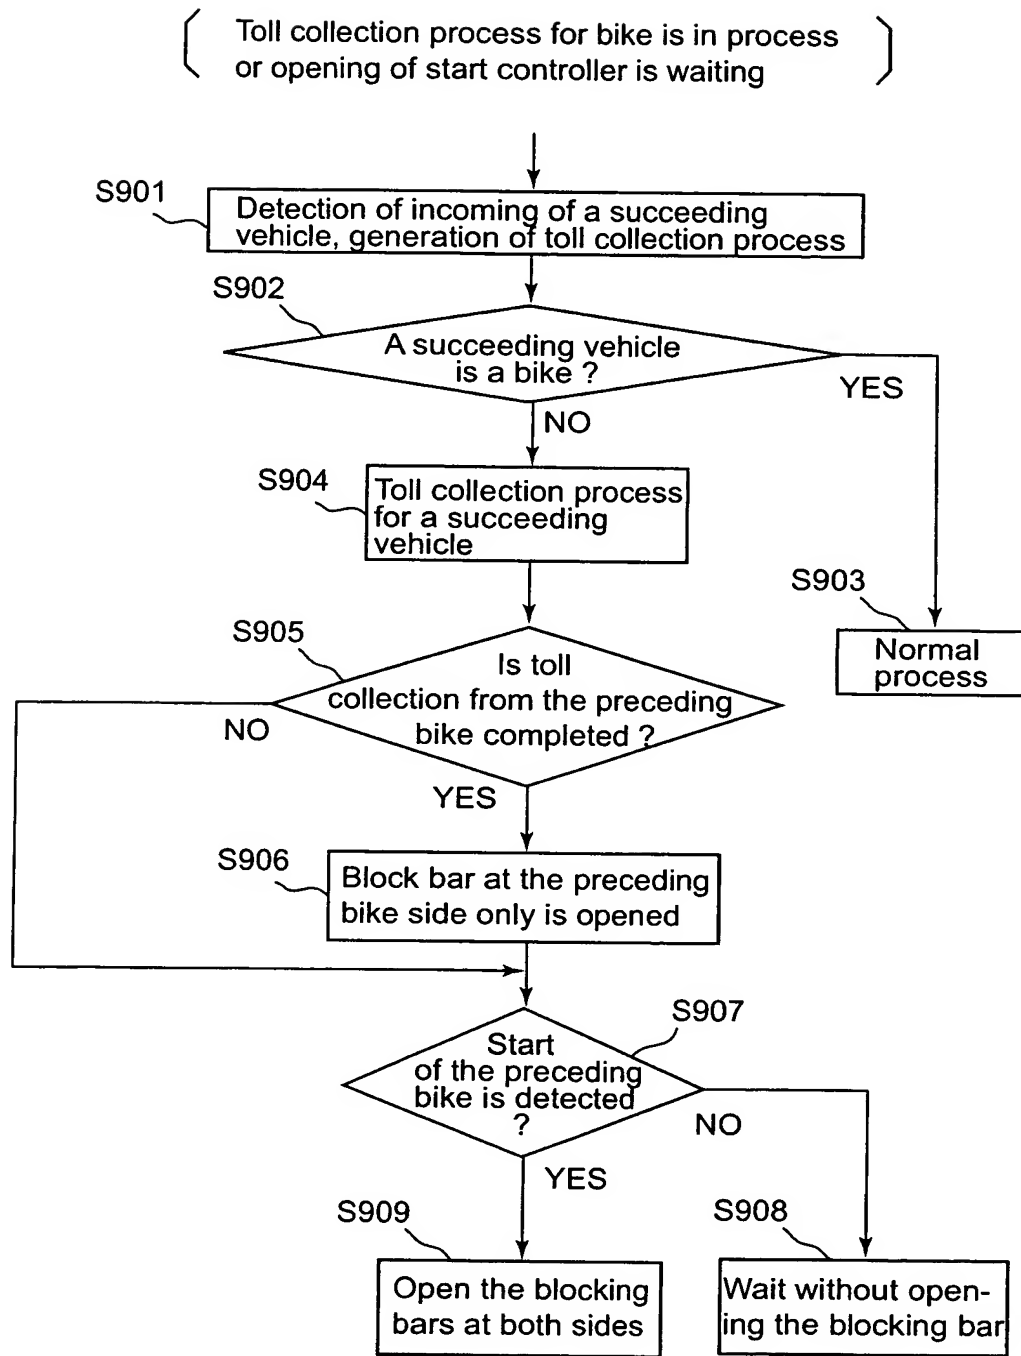 Toll collection process for bike is in process
or opening of start controller is waiting
S901
Detection of incoming of a succeeding
vehicle, generation of toll collection process
S902
A succeeding vehicle
is a bike ?
YES
NO
S904
Toll collection process
for a succeeding
vehicle
S903
Normal
process
S905
Is toll
collection from the preceding
bike completed ?
NO
YES
S906
Block bar at the preceding
bike side only is opened
S907
Start
of the preceding
bike is detected
?
NO
YES
S909
Open the blocking
bars at both sides
S908
Wait without open-
ing the blocking bar